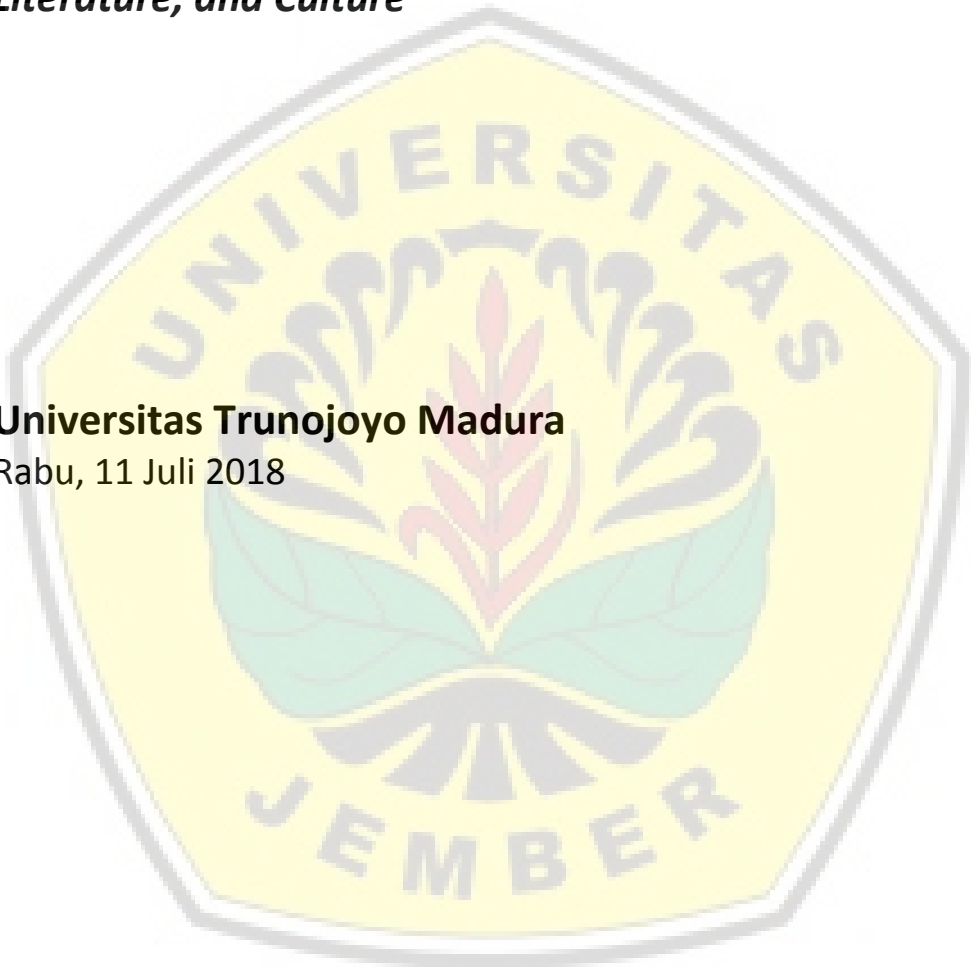 Literature, and Culture
UNIVERSITAS
Universitas Trunojoyo Madura
Rabu, 11 Juli 2018
JEMBER